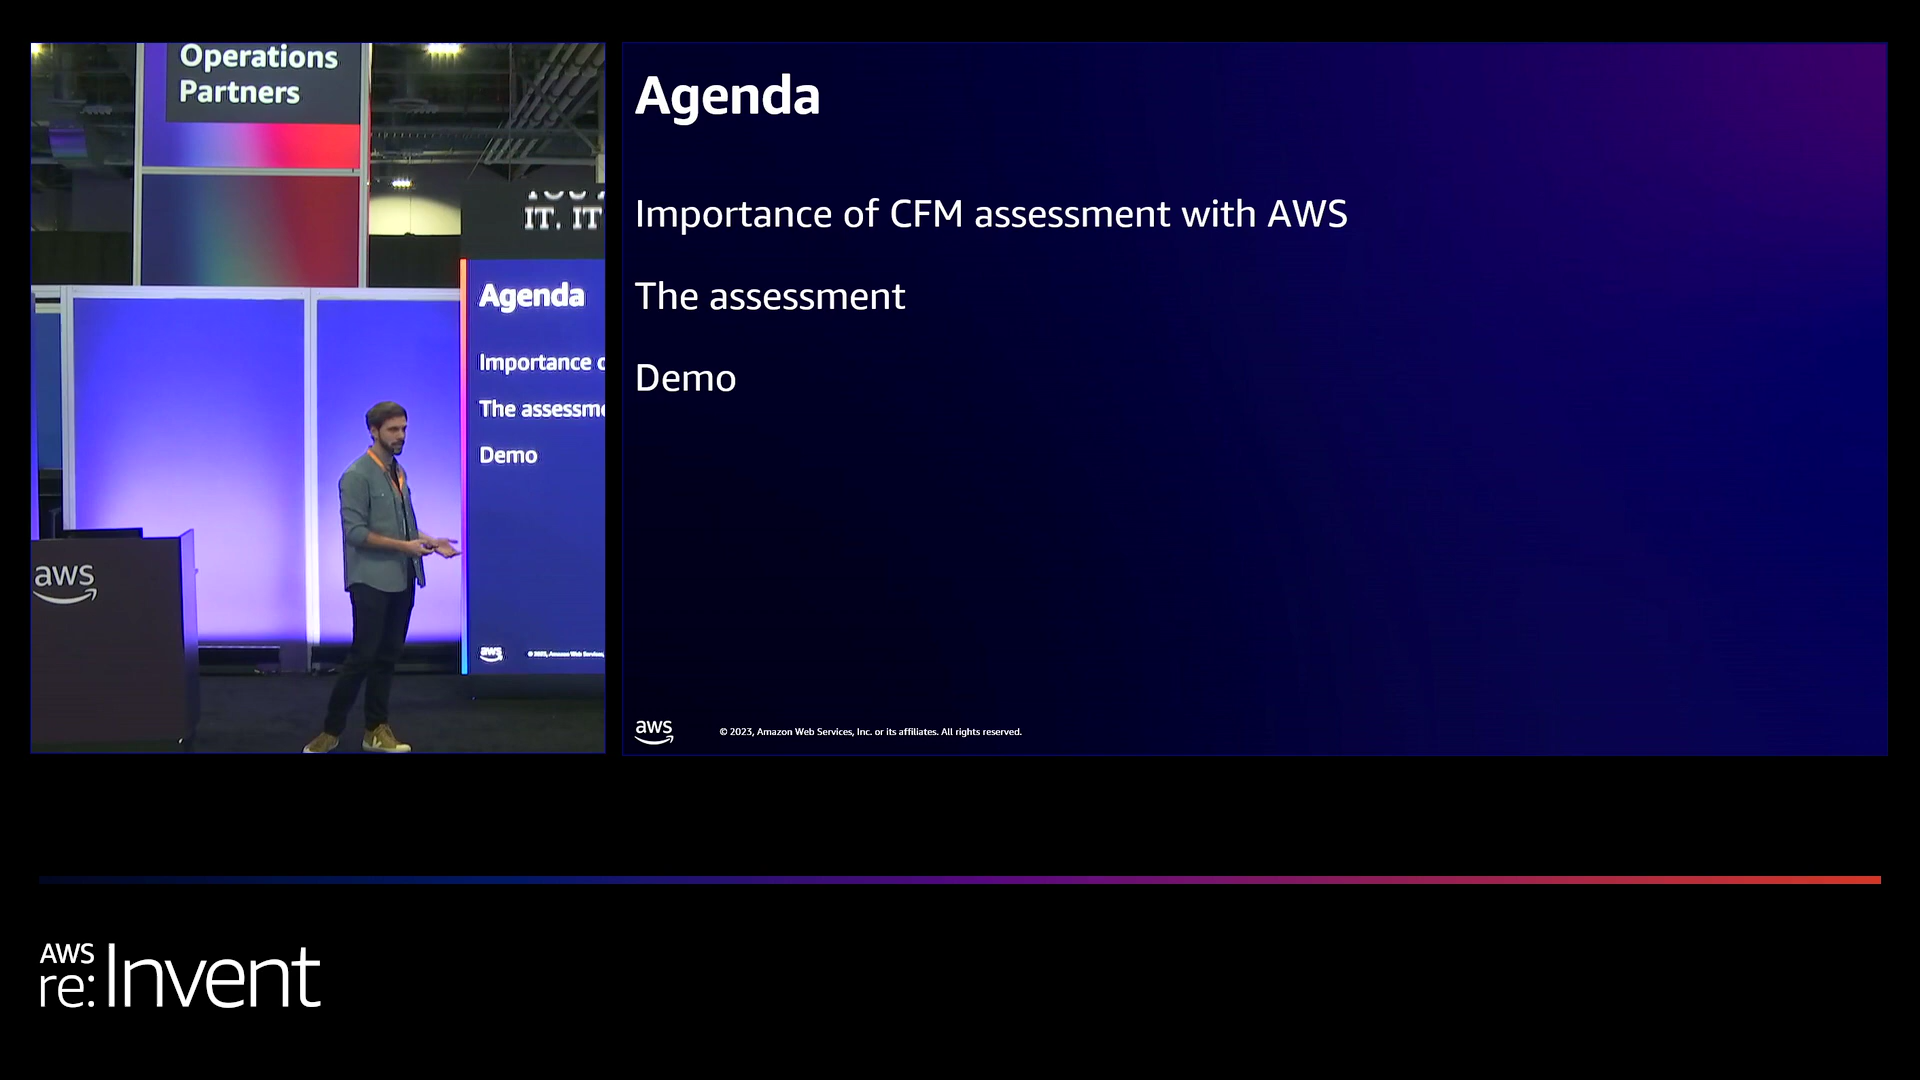 Operations
Partners
IT. IT
Agenda
Importance
The assessm
Demo
aws
aws
Agenda
Importance of CFM assessment with AWS
The assessment
Demo
aws
© 2023, Amazon Web Services, Inc. or its affiliates. All rights reserved.
AWS
re:Invent